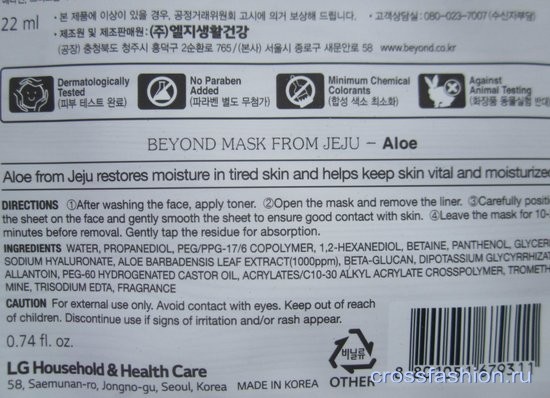 22 ml
• 본 제품에 이상이 있을 경우, 공정거래위원회 고시에 의거 보상해 드립니다. • 고객상담실: 080-023-7007 (수신자부담)
• 제조원 및 제조판매원: (주)엘지생활건강
(공장) 충청북도 청주시 흥덕구 2순환로 765/(본사) 서울시 종로구 새문안로 58 www.beyond.co.kr
Dermatologically
Tested
(피부 테스트 완료)
No Paraben
Added
(파라벤 별도 무첨가)
Minimum Chemical
Colorants
(합성 색소 최소화)
Against
Animal Testing
(화장품 동물실험 반대
BEYOND MASK FROM JEJU – Aloe
Aloe from Jeju restores moisture in tired skin and helps keep skin vital and moisturized
DIRECTIONS ①After washing the face, apply toner. ②Open the mask and remove the liner. ③Carefully positi
the sheet on the face and gently smooth the sheet to ensure good contact with skin. ④Leave the mask for 10-
minutes before removal. Gently tap the residue for absorption.
INGREDIENTS WATER, PROPANEDIOL, PEG/PPG-17/6 COPOLYMER, 1,2-HEXANEDIOL, BETAINE, PANTHENOL, GLYCER
SODIUM HYALURONATE, ALOE BARBADENSIS LEAF EXTRACT(1000ppm), BETA-GLUCAN, DIPOTASSIUM GLYCYRRHIZAT
ALLANTOIN, PEG-60 HYDROGENATED CASTOR OIL, ACRYLATES/C10-30 ALKYL ACRYLATE CROSSPOLYMER, TROMETH
MINE, TRISODIUM EDTA, FRAGRANCE
CAUTION For external use only. Avoid contact with eyes. Keep out of reach
of children. Discontinue use if signs of irritation and/or rash appear.
0.74 fl. oz.
LG Household & Health Care
58, Saemunan-ro, Jongno-gu, Seoul, Korea MADE IN KOREA
비닐류
OTHER
8 801051 679311
crossfashion.ru